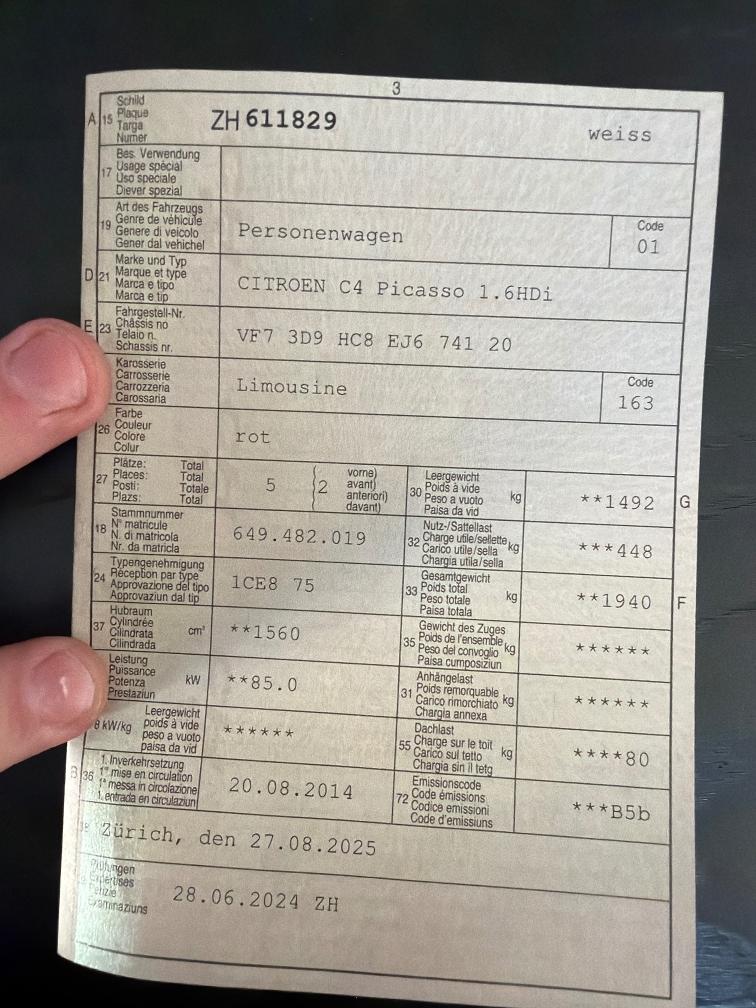 3
A 15 Schild
Plaque
Targa
Numer
ZH 611829 weiss
17 Bes. Verwendung
Usage spécial
Uso speciale
Diever spezial
19 Art des Fahrzeugs
Genre de véhicule
Genere di veicolo
Gener dal vehichel
Personenwagen
Code
01
D 21 Marke und Typ
Marque et type
Marca e tipo
Marca e tip
CITROEN C4 Picasso 1.6HDi
E 23 Fahrgestell-Nr.
Châssis no
Telaio n.
Schassis nr.
VF7 3D9 HC8 EJ6 741 20
Karosserie
Carrosserie
Carrozzeria
Carossaria
Limousine
Code
163
26 Farbe
Couleur
Colore
Colur
rot
27 Plätze: Total
Places: Total
Posti: Totale
Plazs: Total
5 2 vorne)
avant)
anteriori)
davant)
30 Leergewicht
Poids à vide
Peso a vuoto
Paisa da vid
kg
**1492 G
18 Stammnummer
N° matricule
N. di matricola
Nr. da matricla
649.482.019
32 Nutz-/Sattellast
Charge utile/sellette
Carico utile/sella
Chargia utila/sella
kg
***448
24 Typengenehmigung
Réception par type
Approvazione del tipo
Approvaziun dal tip
1CE8 75
33 Gesamtgewicht
Poids total
Peso totale
Paisa totala
kg
**1940 F
37 Hubraum
Cylindrée
Cilindrata
Cilindrada
cm³
**1560
35 Gewicht des Zuges
Poids de l'ensemble
Peso del convoglio
Paisa cumposiziun
kg
******
Leistung
Puissance
Potenza
Prestaziun
kW
**85.0
31 Anhängelast
Poids remorquable
Carico rimorchiato
Chargia annexa
kg
******
8 kW/kg Leergewicht
poids à vide
peso a vuoto
paisa da vid
******
55 Dachlast
Charge sur le toit
Carico sul tetto
Chargia sin il tetg
kg
****80
B 36 1. Inverkehrsetzung
1re mise en circulation
1a messa in circolazione
1. entrada en circulaziun
20.08.2014
72 Emissionscode
Code émissions
Codice emissioni
Code d'emissiuns
***B5b
Zürich, den 27.08.2025
Prüfungen
Expertises
28.06.2024 ZH